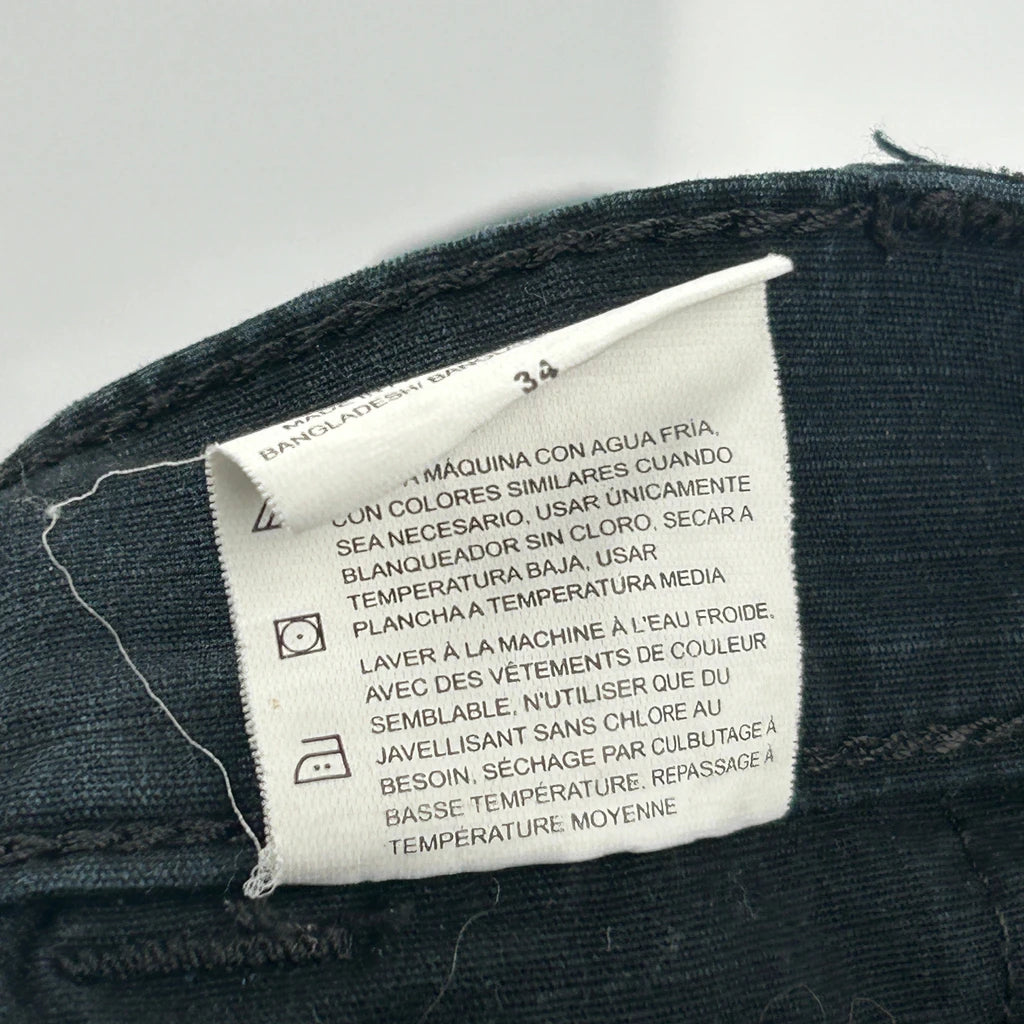 MADE IN
BANGLADESH/
34
MÁQUINA CON AGUA FRÍA,
CON COLORES SIMILARES CUANDO
SEA NECESARIO, USAR ÚNICAMENTE
BLANQUEADOR SIN CLORO, SECAR A
TEMPERATURA BAJA, USAR
PLANCHA A TEMPERATURA MEDIA
LAVER À LA MACHINE À L'EAU FROIDE,
AVEC DES VÊTEMENTS DE COULEUR
SEMBLABLE, N'UTILISER QUE DU
JAVELLISANT SANS CHLORE AU
BESOIN, SÉCHAGE PAR CULBUTAGE À
BASSE TEMPÉRATURE, REPASSAGE À
TEMPÉRATURE MOYENNE